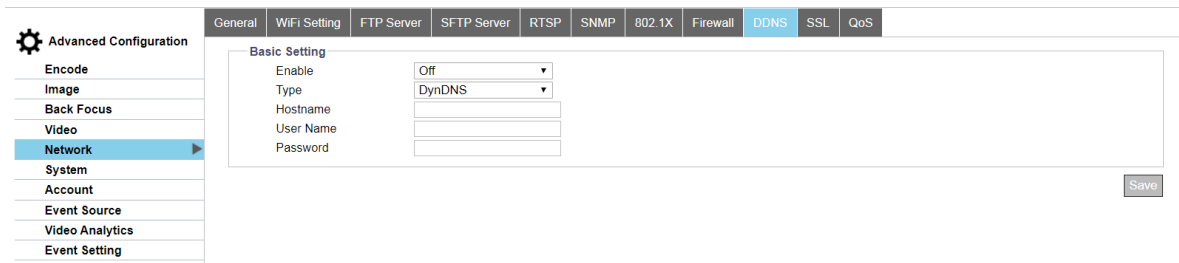 General WiFi Setting FTP Server SFTP Server RTSP SNMP 802.1X Firewall DDNS SSL QoS
Advanced Configuration
Encode
Image
Back Focus
Video
Network
System
Account
Event Source
Video Analytics
Event Setting
Basic Setting
Enable Off
Type DynDNS
Hostname
User Name
Password
Save